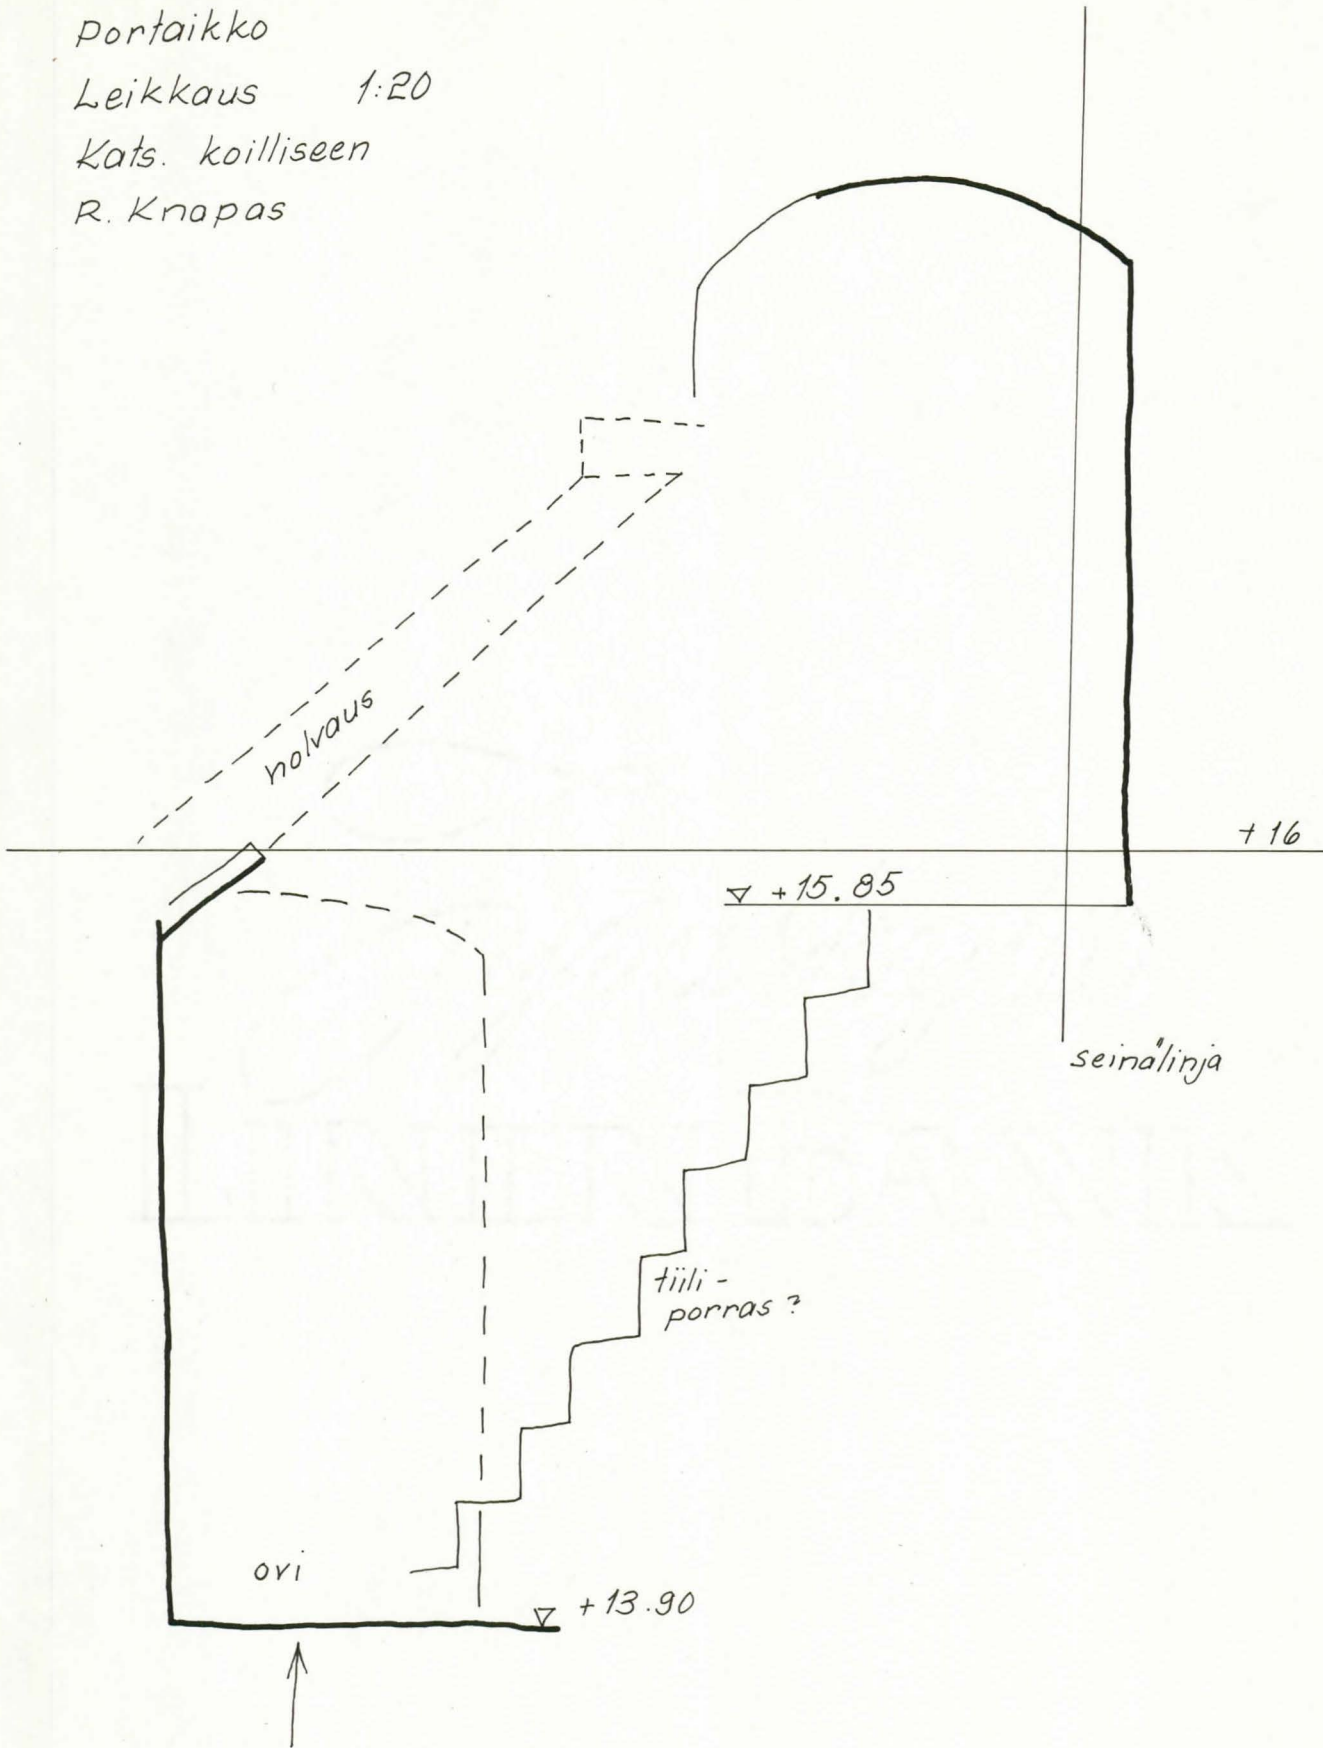 Portaikko
Leikkaus 1:20
Kats. koilliseen
R. Knapas
holvaus
+16
+15.85
seinälinja
tiili-
porras?
ovi
+13.90